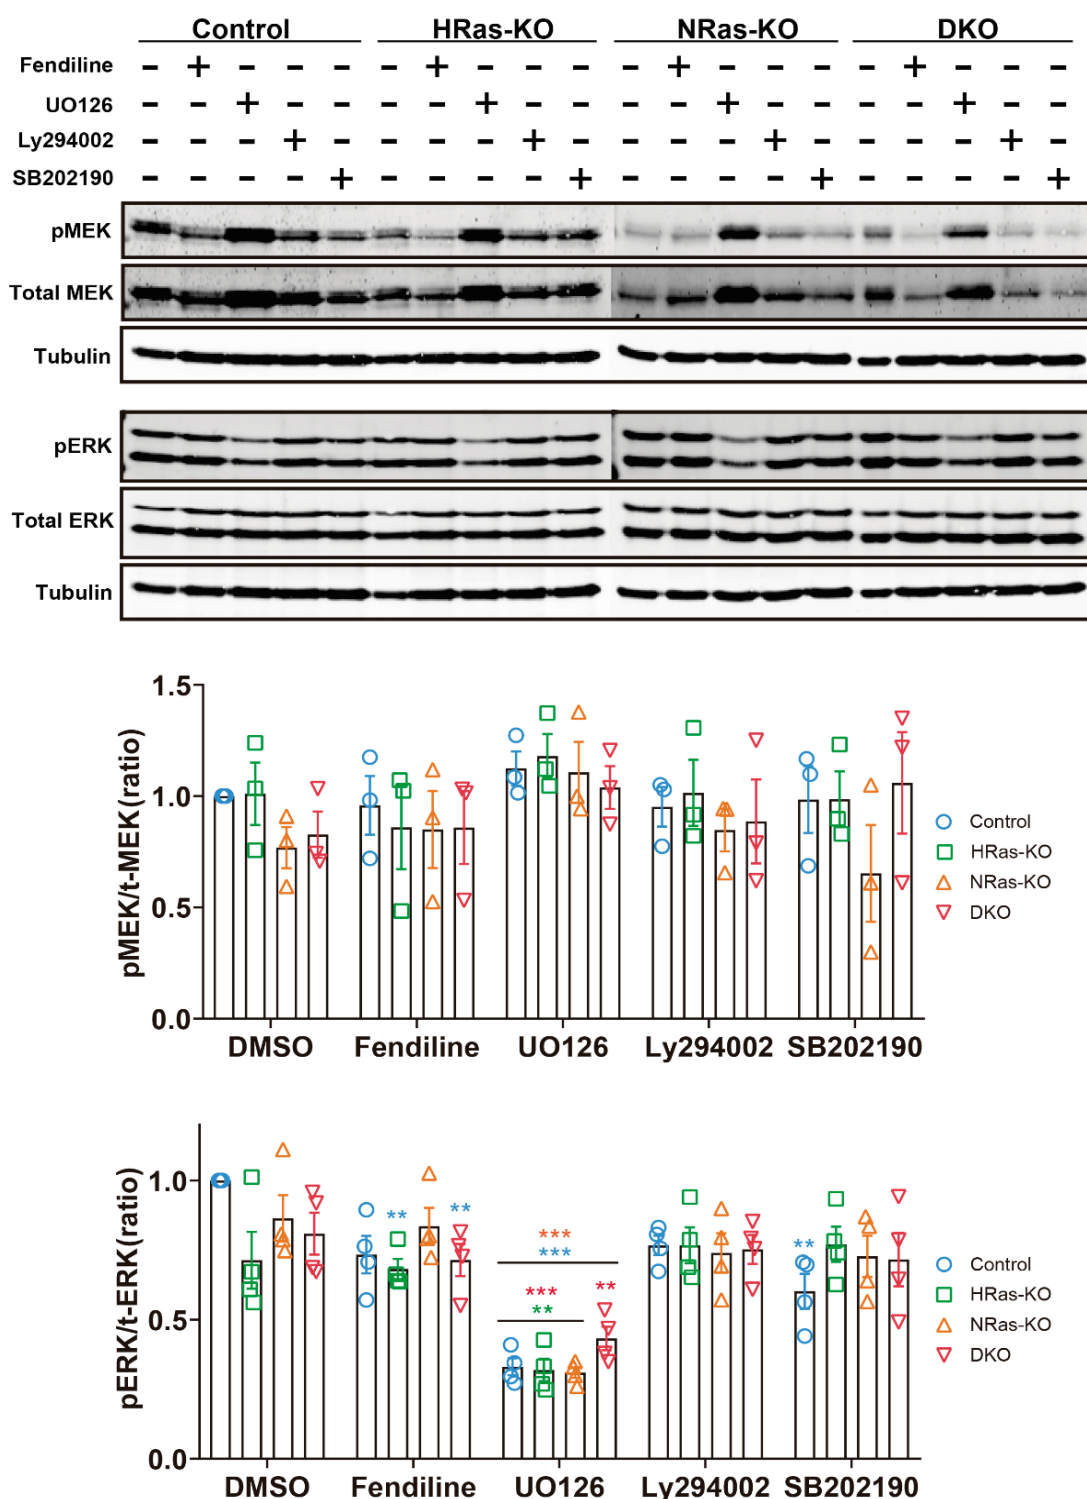 Control HRas-KO NRas-KO DKO
Fendiline - + - - - - + - - - - + - - - - + - - -
UO126 - - + - - - - + - - - - + - - - - + - -
Ly294002 - - - + - - - - + - - - - + - - - - + -
SB202190 - - - - + - - - - + - - - - + - - - - +
pMEK
Total MEK
Tubulin
pERK
Total ERK
Tubulin
pMEK/t-MEK(ratio)
1.5
1.0
0.5
0.0
DMSO Fendiline UO126 Ly294002 SB202190
Control
HRas-KO
NRas-KO
DKO
pERK/t-ERK(ratio)
1.0
0.5
0.0
** **
***
***
***
**
**
**
DMSO Fendiline UO126 Ly294002 SB202190
Control
HRas-KO
NRas-KO
DKO